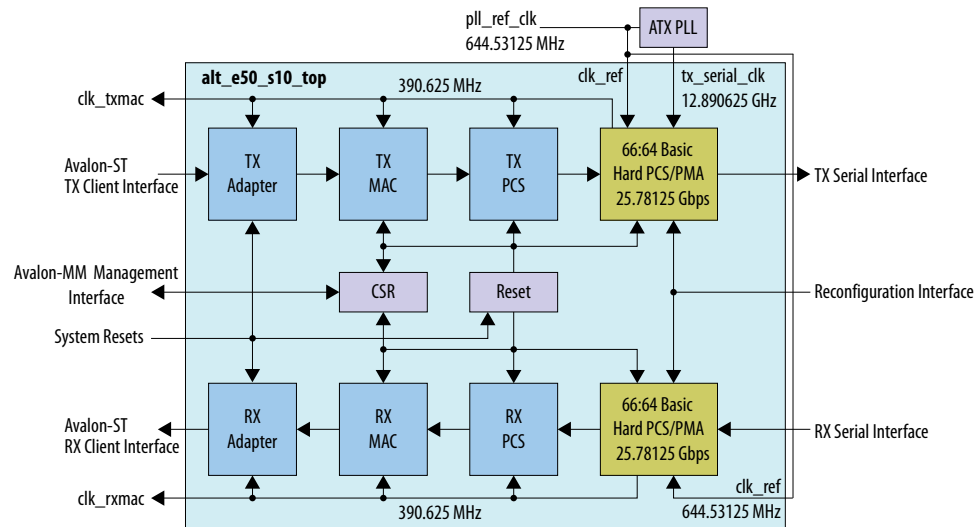 pll_ref_clk
644.53125 MHz
ATX PLL
alt_e50_s10_top
390.625 MHz
clk_ref
tx_serial_clk
12.890625 GHz
clk_txmac
Avalon-ST
TX Client Interface
TX
Adapter
TX
MAC
TX
PCS
66:64 Basic
Hard PCS/PMA
25.78125 Gbps
TX Serial Interface
Avalon-MM Management
Interface
CSR
Reset
Reconfiguration Interface
System Resets
Avalon-ST
RX Client Interface
RX
Adapter
RX
MAC
RX
PCS
66:64 Basic
Hard PCS/PMA
25.78125 Gbps
RX Serial Interface
clk_rxmac
390.625 MHz
clk_ref
644.53125 MHz